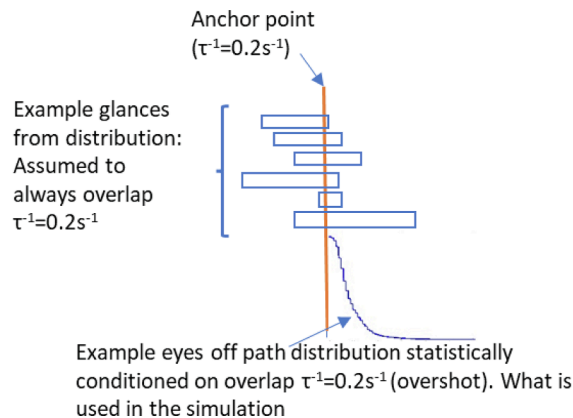 Anchor point
(τ⁻¹=0.2s⁻¹)
Example glances
from distribution:
Assumed to
always overlap
τ⁻¹=0.2s⁻¹
Example eyes off path distribution statistically
conditioned on overlap τ⁻¹=0.2s⁻¹ (overshot). What is
used in the simulation